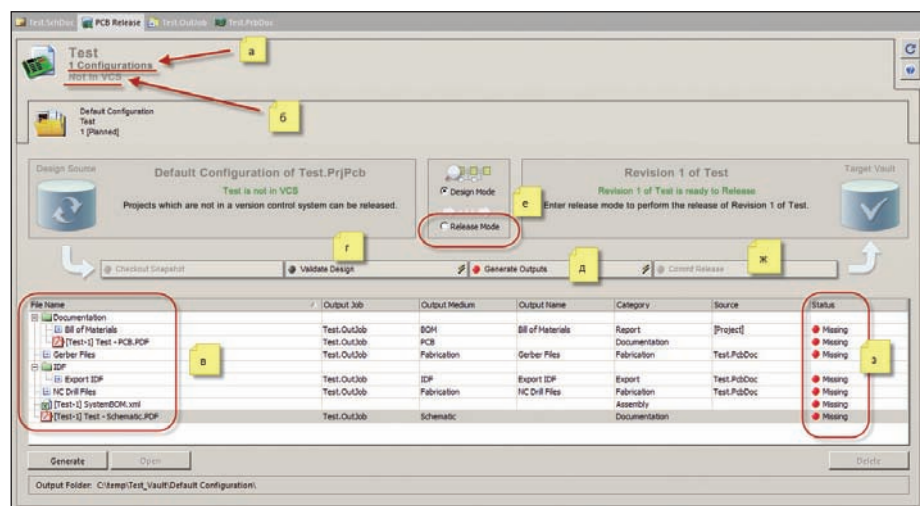 Test.SchDoc PCB Release Test.OutJob Test.PcbDoc
Test
1 Configurations
Not in VCS
а
б
Default Configuration
Test
1 [Planned]
Design Source
Default Configuration of Test.PrjPcb
Test is not in VCS
Projects which are not in a version control system can be released.
Design Mode
Release Mode
е
Revision 1 of Test
Revision 1 of Test is ready to Release
Enter release mode to perform the release of Revision 1 of Test.
Target Vault
г
д
ж
Checkout Snapshot Validate Design Generate Outputs Commit Release
File Name Output Job Output Medium Output Name Category Source Status
Documentation
Bill of Materials Test.OutJob BOM Bill of Materials Report [Project] Missing
[Test-1] Test - PCB.PDF Test.OutJob PCB Documentation Missing
Gerber Files Test.OutJob Fabrication Gerber Files Fabrication Test.PcbDoc Missing
IDF
Export IDF Test.OutJob IDF Export IDF Export Test.PcbDoc Missing
NC Drill Files Test.OutJob Fabrication NC Drill Files Fabrication Test.PcbDoc Missing
[Test-1] SystemBOM.xml Assembly Missing
[Test-1] Test - Schematic.PDF Test.OutJob Schematic Documentation Missing
в
з
Generate Open Delete
Output Folder: C:\temp\Test_Vault\Default Configuration\